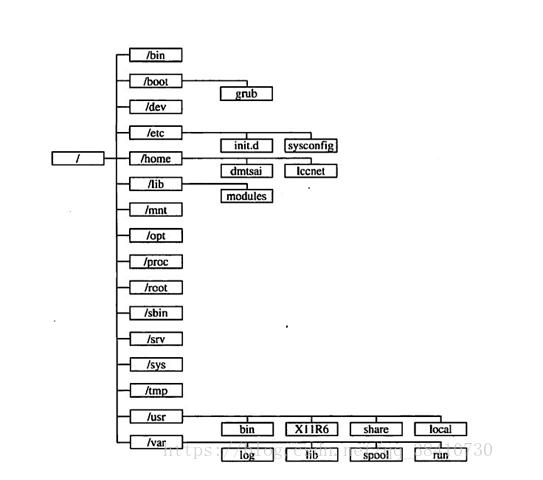 /bin
/boot
grub
/dev
/etc
init.d sysconfig
/ /home
dmtsai lccnet
/lib
modules
/mnt
/opt
/proc
/root
/sbin
/srv
/sys
/tmp
/usr
bin X11R6 share local
/var
log lib spool run